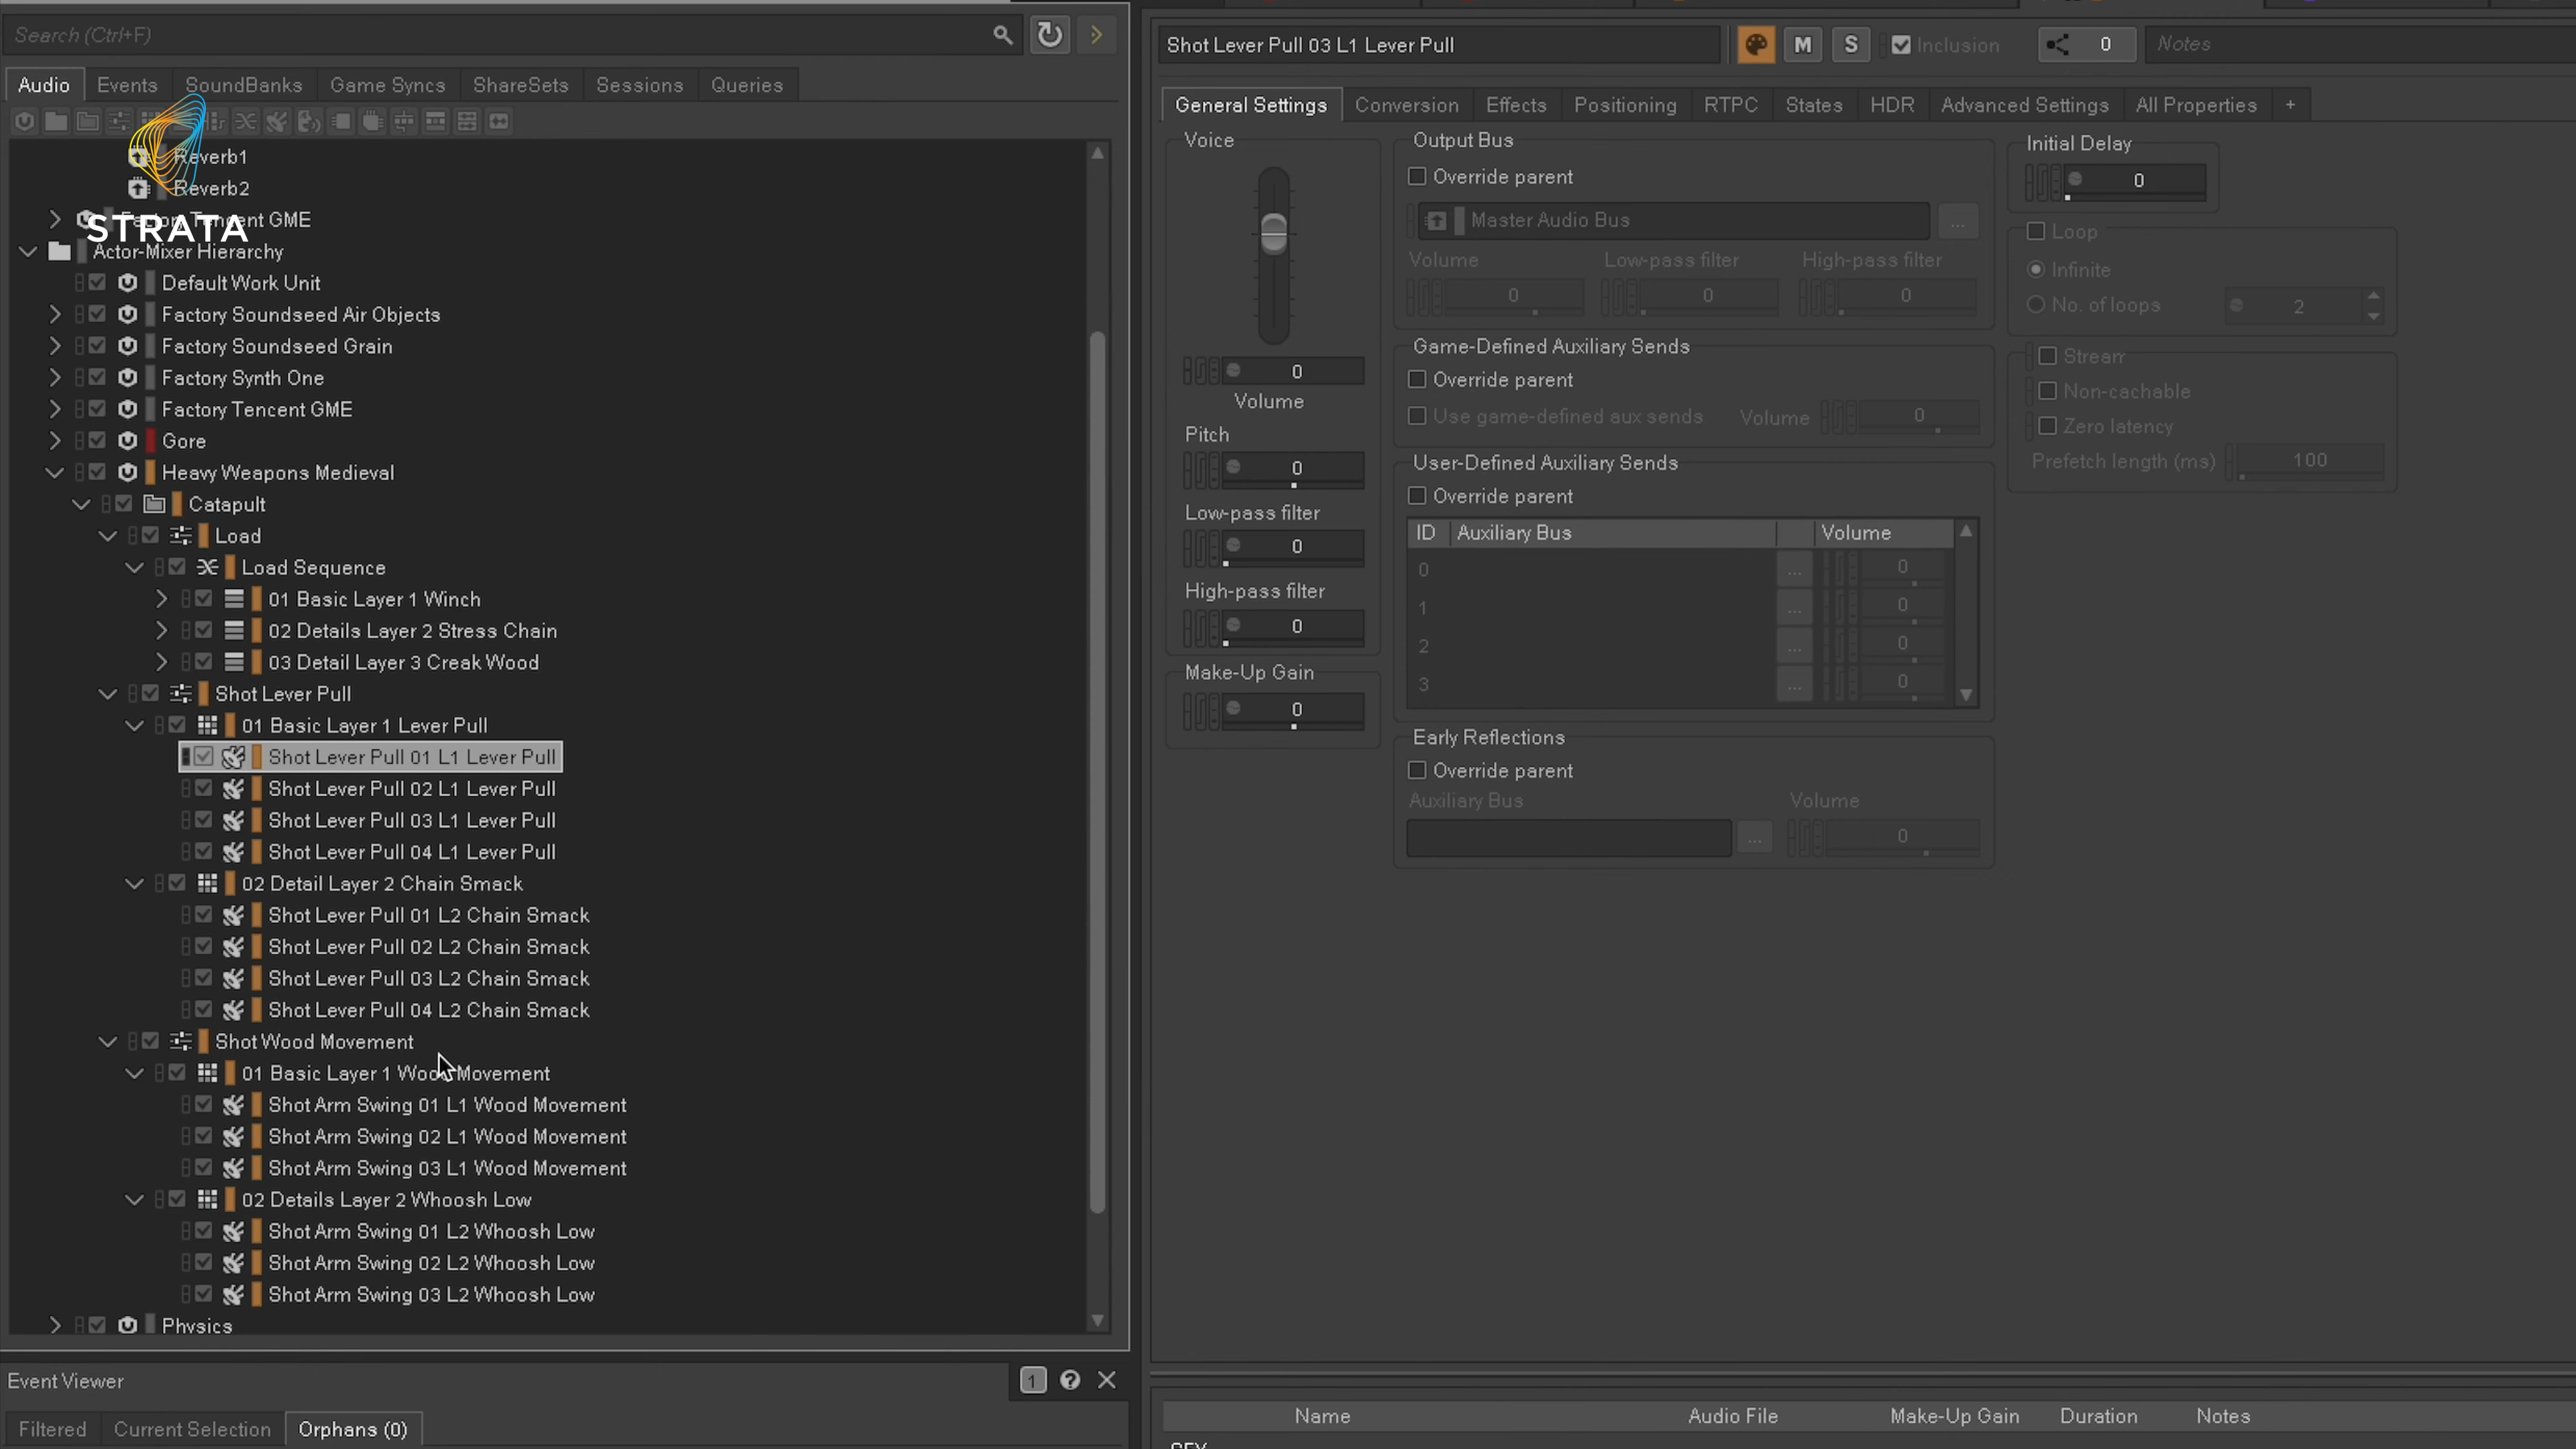 Search (Ctrl+F)
Audio Events SoundBanks Game Syncs ShareSets Sessions Queries
Reverb1
Reverb2
Factory Tencent GME
STRATA
Actor-Mixer Hierarchy
Default Work Unit
Factory Soundseed Air Objects
Factory Soundseed Grain
Factory Synth One
Factory Tencent GME
Gore
Heavy Weapons Medieval
Catapult
Load
Load Sequence
01 Basic Layer 1 Winch
02 Details Layer 2 Stress Chain
03 Detail Layer 3 Creak Wood
Shot Lever Pull
01 Basic Layer 1 Lever Pull
Shot Lever Pull 01 L1 Lever Pull
Shot Lever Pull 02 L1 Lever Pull
Shot Lever Pull 03 L1 Lever Pull
Shot Lever Pull 04 L1 Lever Pull
02 Detail Layer 2 Chain Smack
Shot Lever Pull 01 L2 Chain Smack
Shot Lever Pull 02 L2 Chain Smack
Shot Lever Pull 03 L2 Chain Smack
Shot Lever Pull 04 L2 Chain Smack
Shot Wood Movement
01 Basic Layer 1 Wood Movement
Shot Arm Swing 01 L1 Wood Movement
Shot Arm Swing 02 L1 Wood Movement
Shot Arm Swing 03 L1 Wood Movement
02 Details Layer 2 Whoosh Low
Shot Arm Swing 01 L2 Whoosh Low
Shot Arm Swing 02 L2 Whoosh Low
Shot Arm Swing 03 L2 Whoosh Low
Physics
Event Viewer
1
Filtered Current Selection Orphans (0)
Shot Lever Pull 03 L1 Lever Pull M S Inclusion 0 Notes
General Settings Conversion Effects Positioning RTPC States HDR Advanced Settings All Properties +
Voice
0
Volume
Pitch
0
Low-pass filter
0
High-pass filter
0
Make-Up Gain
0
Output Bus
Override parent
Master Audio Bus ...
Volume Low-pass filter High-pass filter
0 0 0
Game-Defined Auxiliary Sends
Override parent
Use game-defined aux sends Volume 0
User-Defined Auxiliary Sends
Override parent
ID Auxiliary Bus Volume
0 ... 0
1 ... 0
2 ... 0
3 ... 0
Early Reflections
Override parent
Auxiliary Bus Volume
... 0
Initial Delay
0
Loop
Infinite
No. of loops 2
Stream
Non-cachable
Zero latency
Prefetch length (ms) 100
Name Audio File Make-Up Gain Duration Notes
SFX